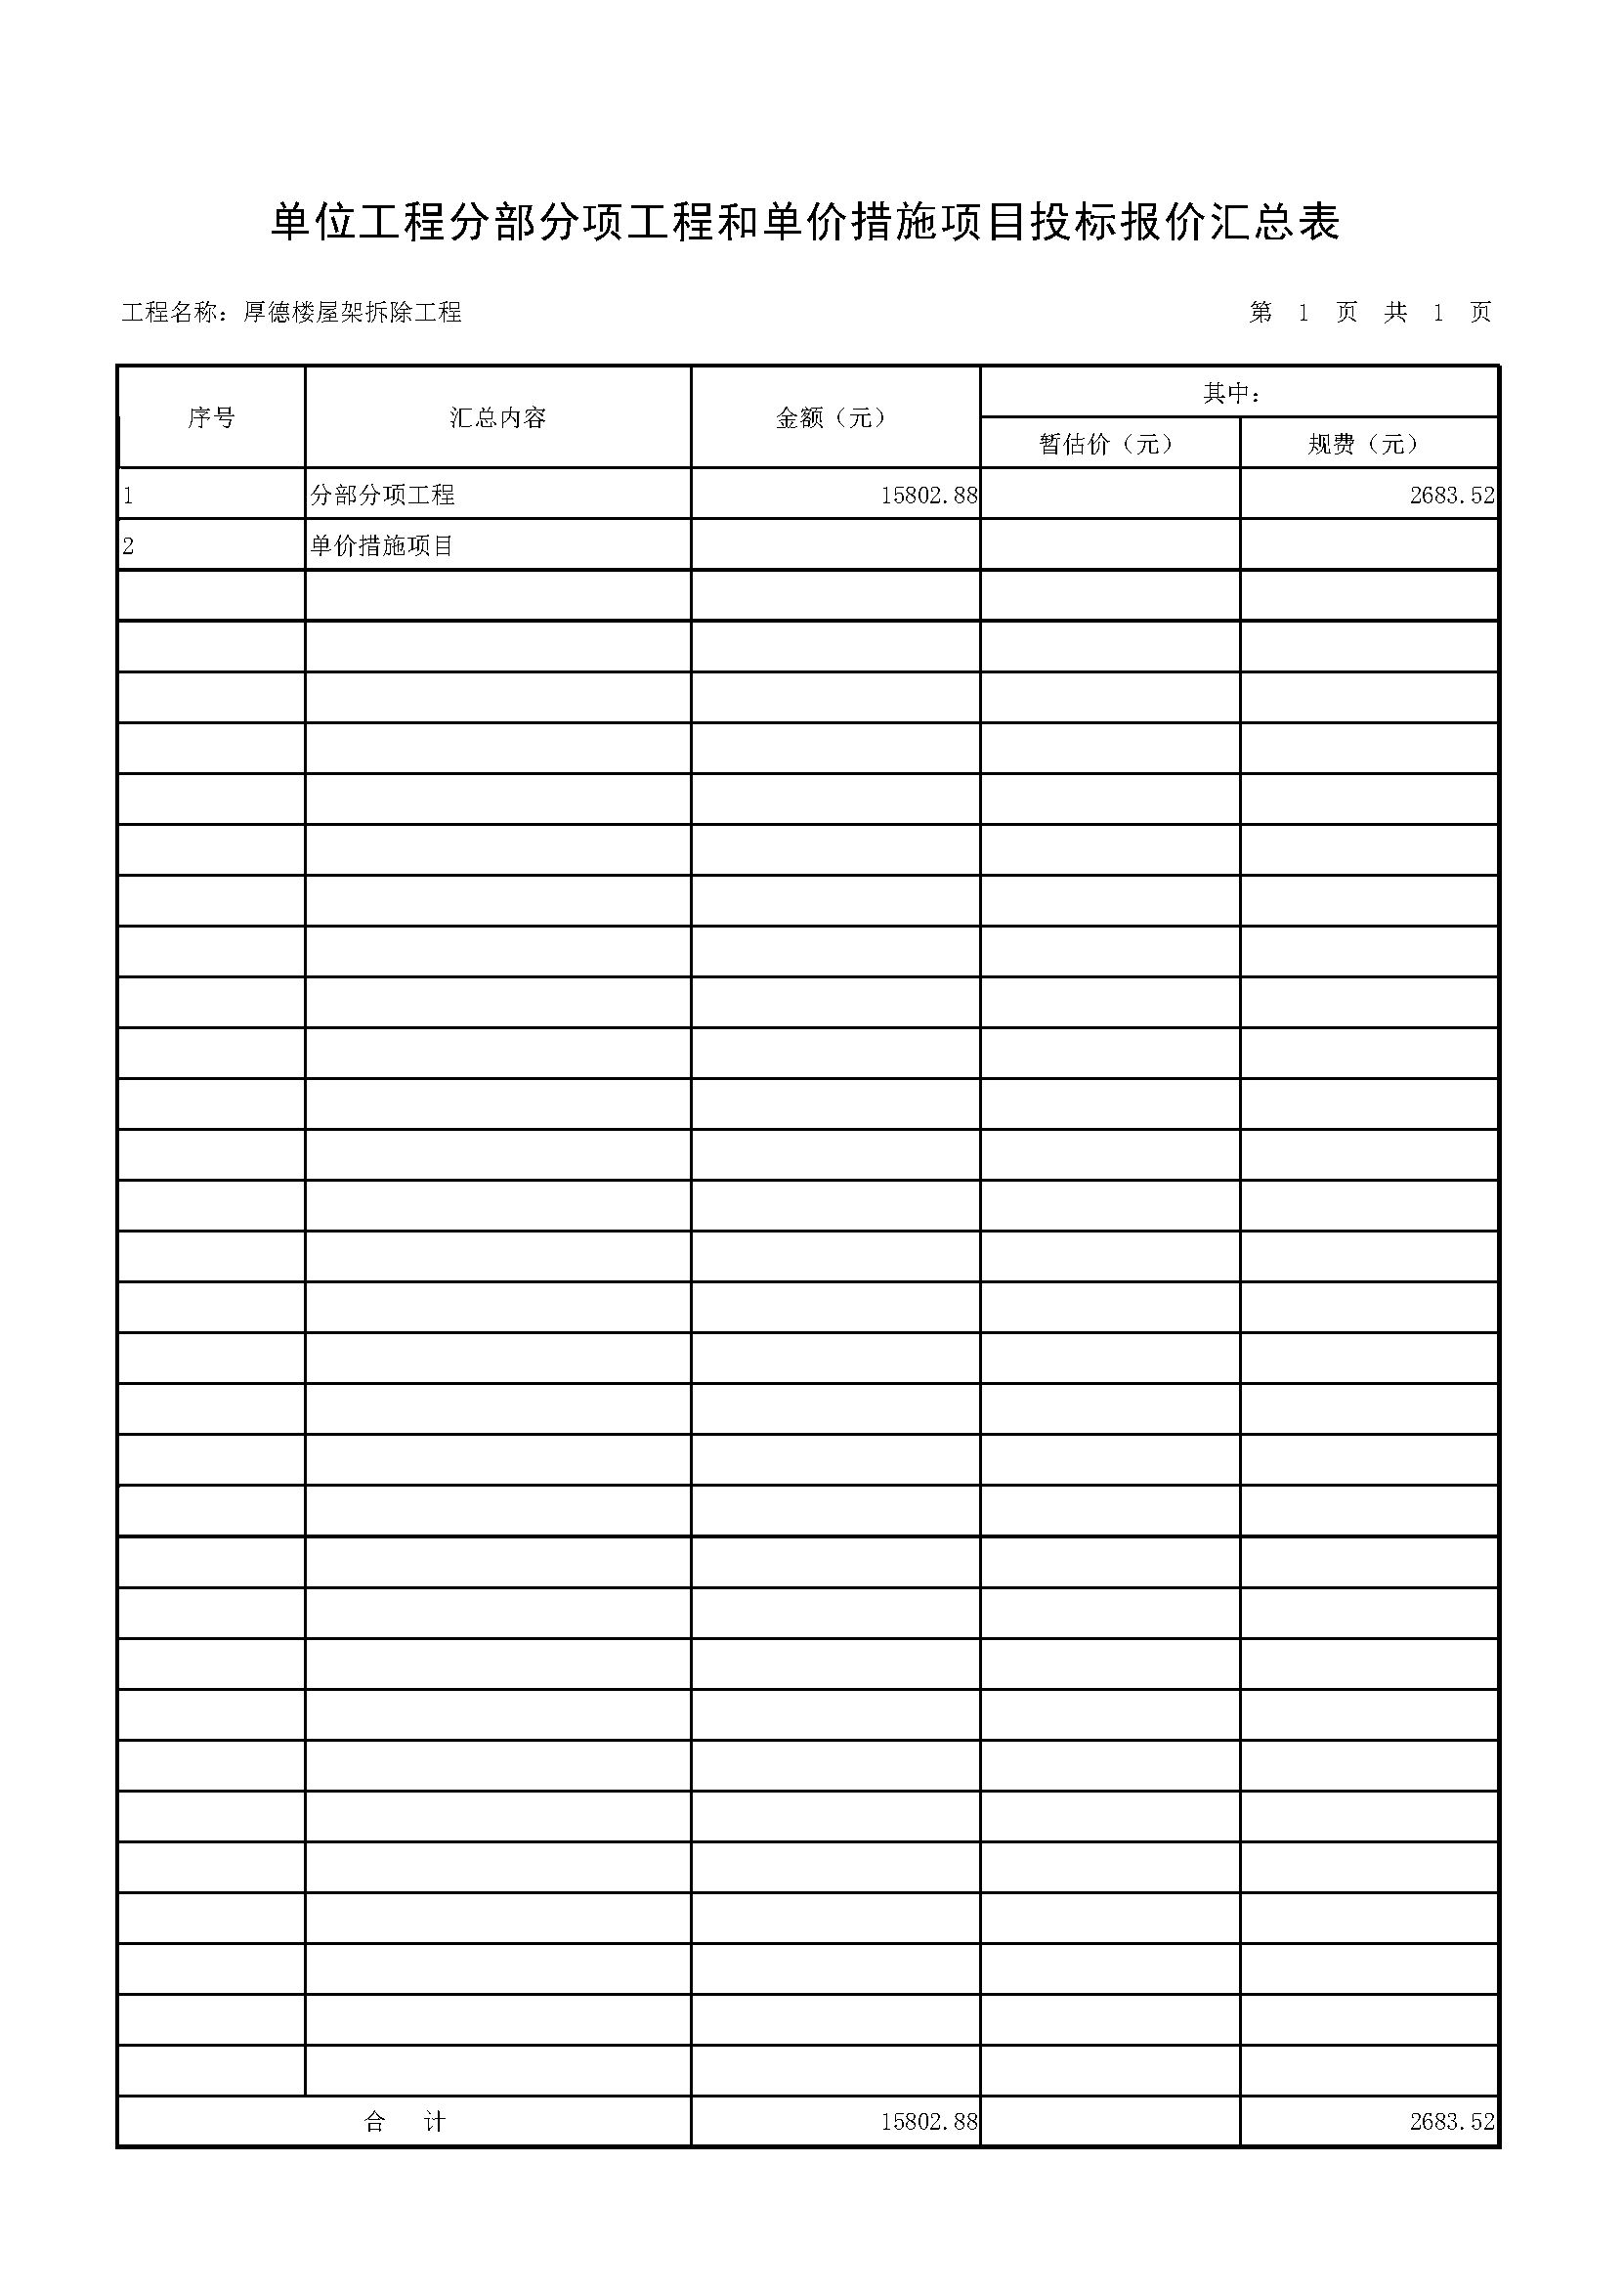 单位工程分部分项工程和单价措施项目投标报价汇总表
工程名称：厚德楼屋架拆除工程 第 1 页 共 1 页
序号 汇总内容 金额（元） 其中：
暂估价（元） 规费（元）
1 分部分项工程 15802.88 2683.52
2 单价措施项目
合 计 15802.88 2683.52